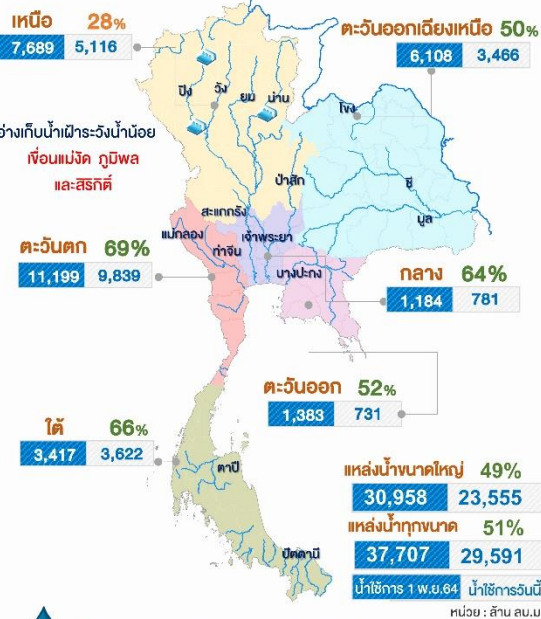 เหนือ 28%
7,689 5,116
ตะวันออกเฉียงเหนือ 50%
6,108 3,466
ปิง
วัง
ยม
น่าน
โขง
อ่างเก็บน้ำเฝ้าระวังน้ำน้อย
เขื่อนแม่งัด ภูมิพล
และสิริกิติ์
ป่าสัก
ชี
มูล
สะแกกรัง
แม่กลอง
เจ้าพระยา
ท่าจีน
บางปะกง
ตะวันตก 69%
11,199 9,839
กลาง 64%
1,184 781
ตะวันออก 52%
1,383 731
ใต้ 66%
3,417 3,622
ตาปี
ปัตตานี
แหล่งน้ำขนาดใหญ่ 49%
30,958 23,555
แหล่งน้ำทุกขนาด 51%
37,707 29,591
น้ำใช้การ 1 พ.ย.64 น้ำใช้การวันนี้
หน่วย : ล้าน ลบ.ม